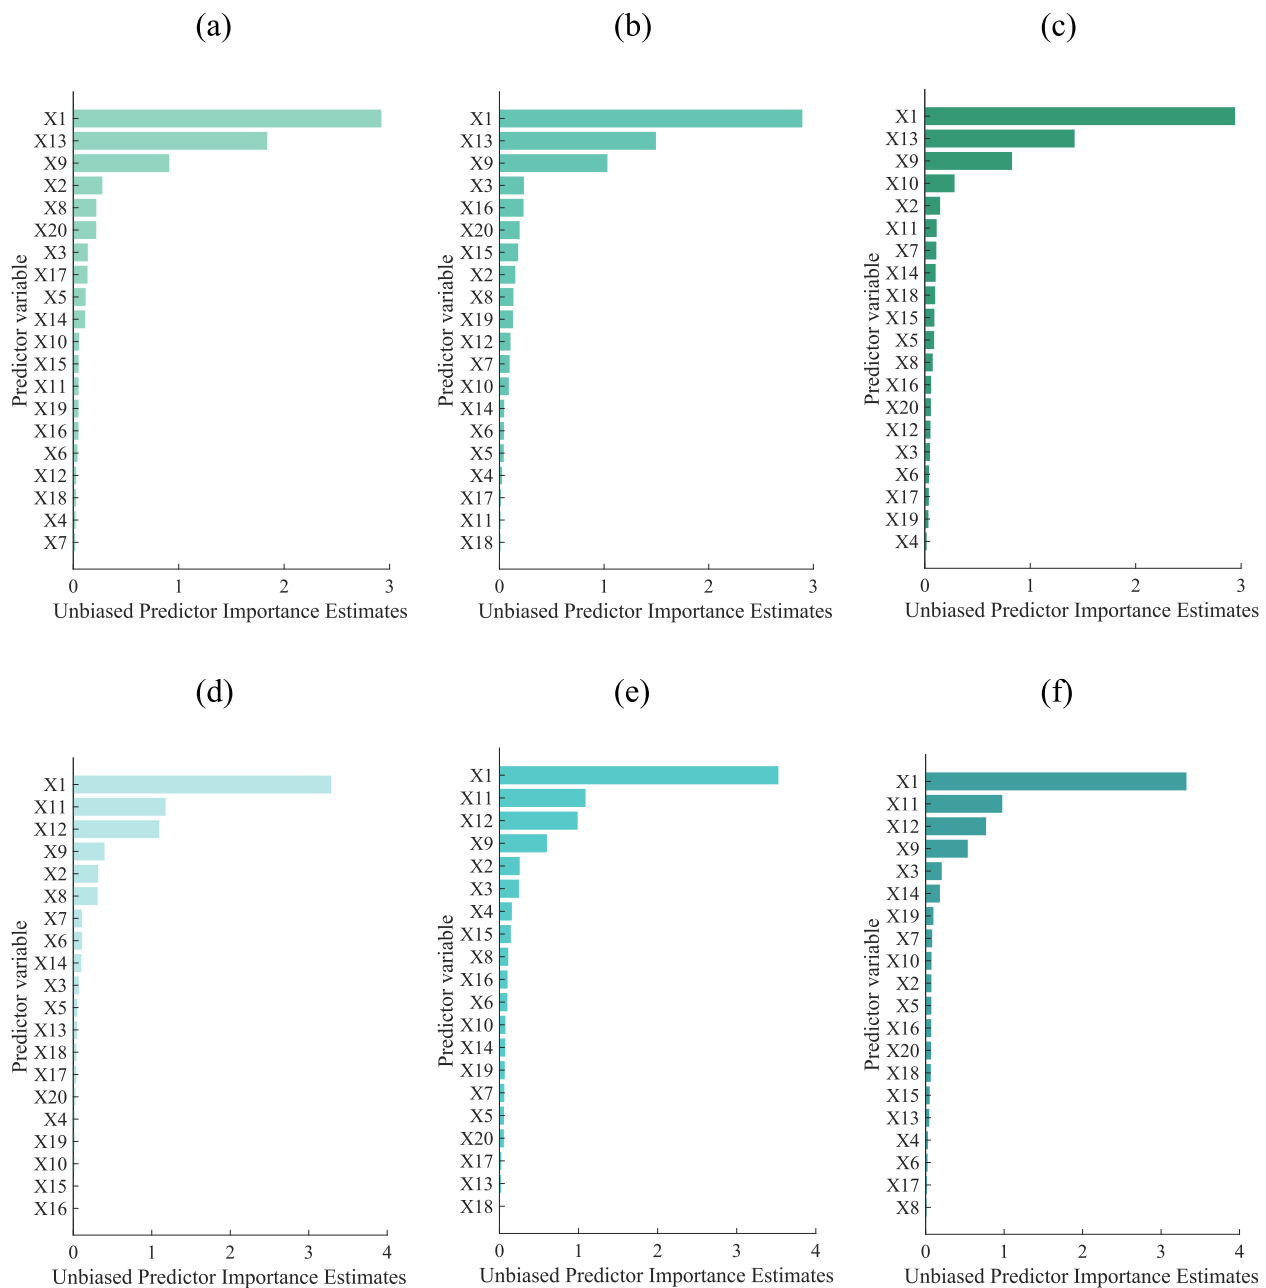 (a)
Predictor variable
X1
X13
X9
X2
X8
X20
X3
X17
X5
X14
X10
X15
X11
X19
X16
X6
X12
X18
X4
X7
0 1 2 3
Unbiased Predictor Importance Estimates
(b)
Predictor variable
X1
X13
X9
X3
X16
X20
X15
X2
X8
X19
X12
X7
X10
X14
X6
X5
X4
X17
X11
X18
0 1 2 3
Unbiased Predictor Importance Estimates
(c)
Predictor variable
X1
X13
X9
X10
X2
X11
X7
X14
X18
X15
X5
X8
X16
X20
X12
X3
X6
X17
X19
X4
0 1 2 3
Unbiased Predictor Importance Estimates
(d)
Predictor variable
X1
X11
X12
X9
X2
X8
X7
X6
X14
X3
X5
X13
X18
X17
X20
X4
X19
X10
X15
X16
0 1 2 3 4
Unbiased Predictor Importance Estimates
(e)
Predictor variable
X1
X11
X12
X9
X2
X3
X4
X15
X8
X16
X6
X10
X14
X19
X7
X5
X20
X17
X13
X18
0 1 2 3 4
Unbiased Predictor Importance Estimates
(f)
Predictor variable
X1
X11
X12
X9
X3
X14
X19
X7
X10
X2
X5
X16
X20
X18
X15
X13
X4
X6
X17
X8
0 1 2 3 4
Unbiased Predictor Importance Estimates